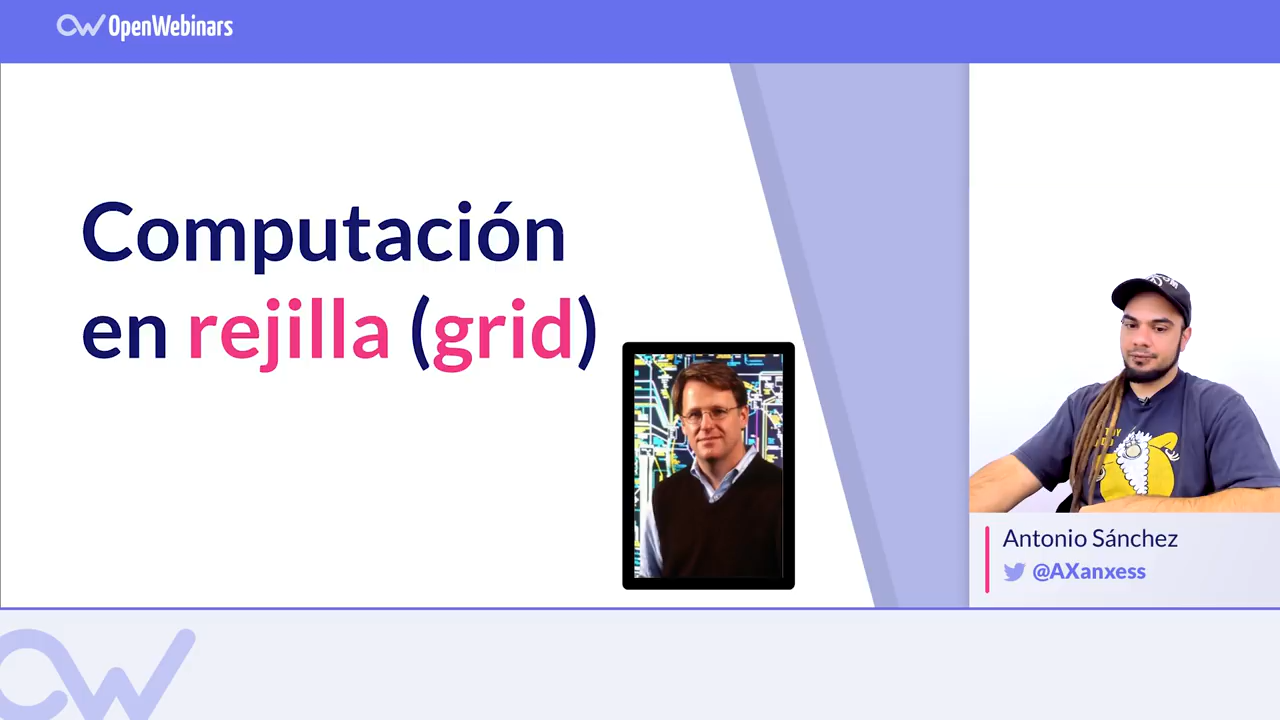 OpenWebinars
Computación
en rejilla (grid)
Antonio Sánchez
@AXanxess